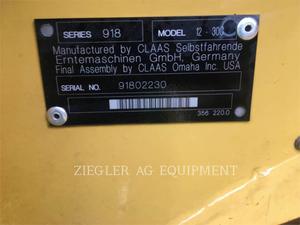 SERIES 918 MODEL 12-30C
Manufactured by CLAAS Selbstfahrende
Erntemaschinen GmbH, Germany
Final Assembly by CLAAS Omaha Inc. USA
SERIAL NO. 91802230
356 220.0
ZIEGLER AG EQUIPMENT